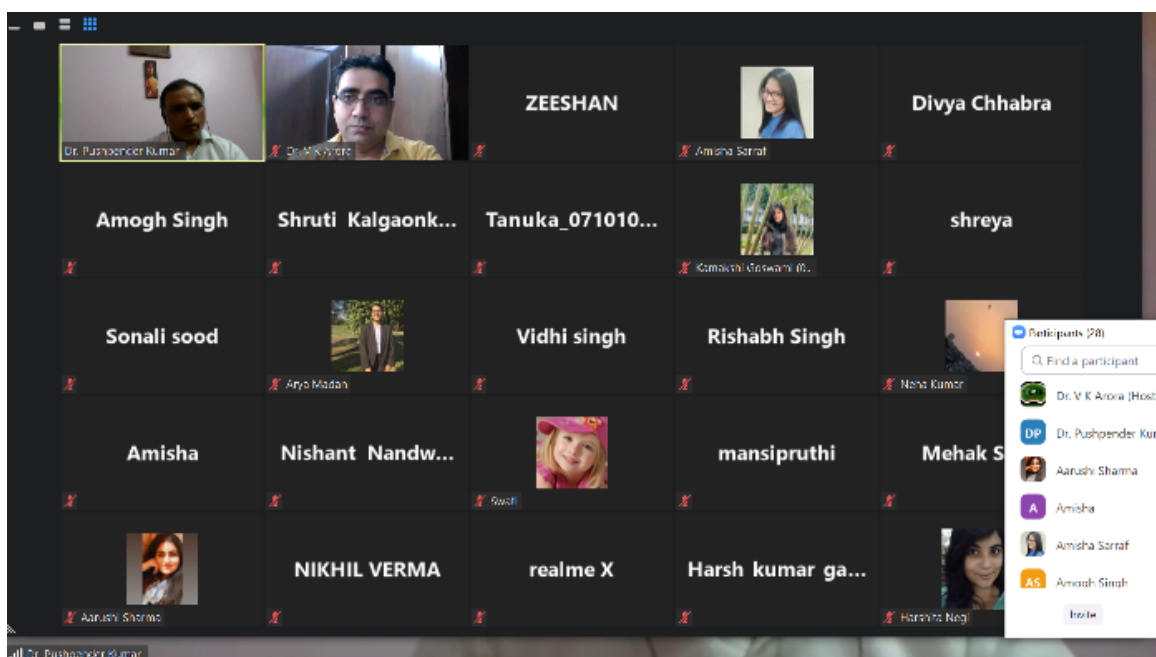 Dr. Pushpender Kumar
Dr. V K Arora
ZEESHAN
Amisha Sarraf
Divya Chhabra
Amogh Singh
Shruti Kalgaonk...
Tanuka_071010...
Kamakshi Goswami (0...
shreya
Sonali sood
Arya Madan
Vidhi singh
Rishabh Singh
Neha Kumar
Amisha
Nishant Nandw...
Swati
mansipruthi
Mehak S
Aarushi Sharma
NIKHIL VERMA
realme X
Harsh kumar ga...
Harshita Negi
Participants (28)
Find a participant
Dr. V K Arora (Host
DP
Dr. Pushpender Kur
Aarushi Sharma
A
Amisha
Amisha Sarraf
AS
Amogh Singh
Invite
Dr. Pushpender Kumar